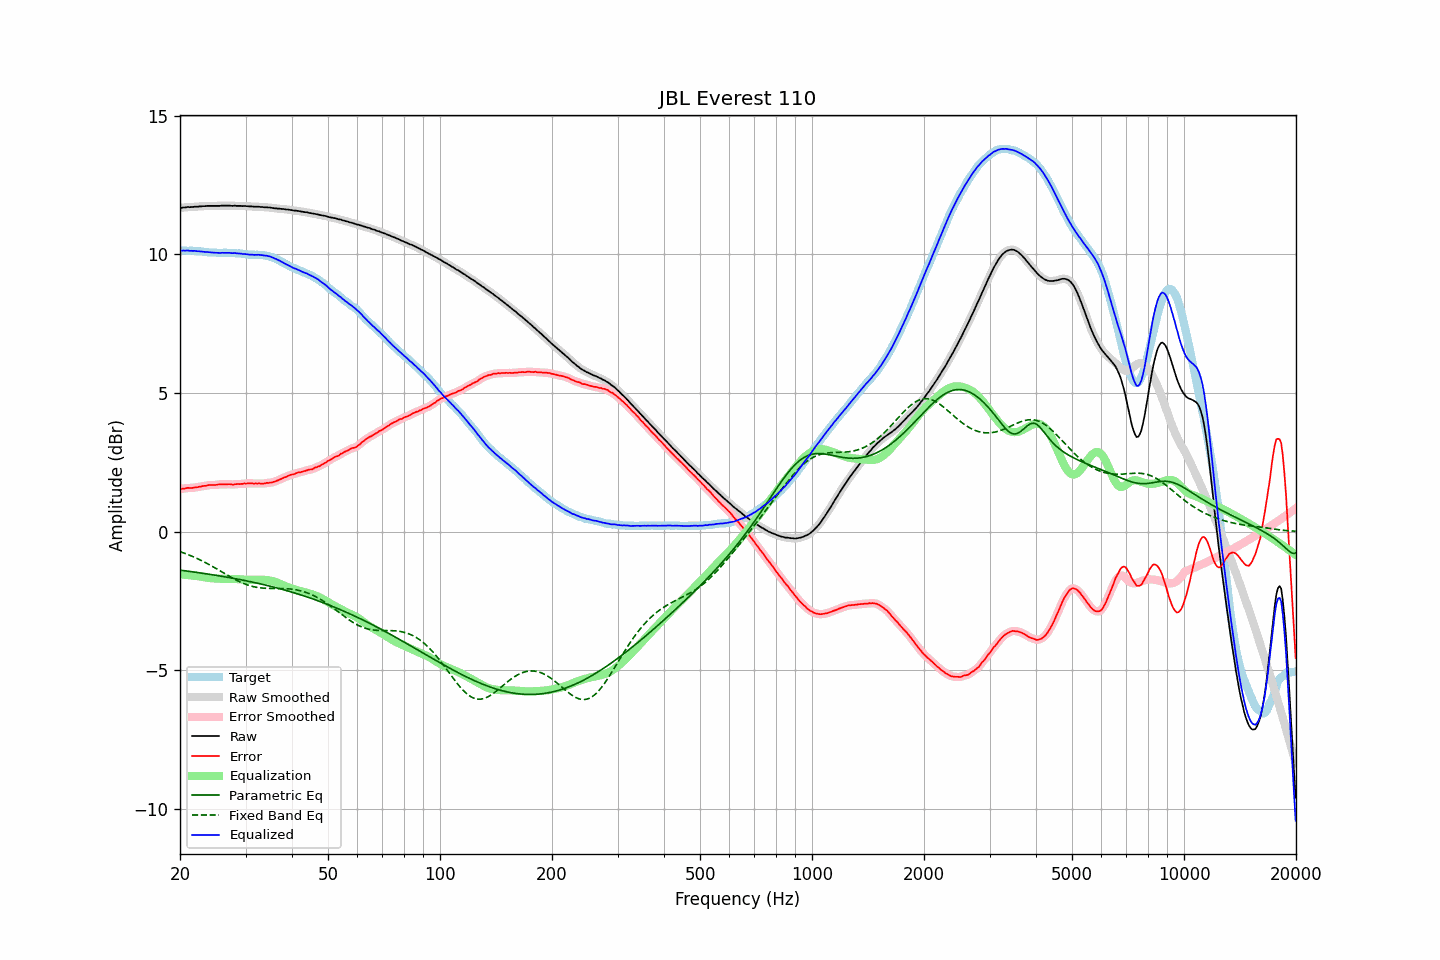 JBL Everest 110
Amplitude (dBr)
15
10
5
0
−5
−10
Target
Raw Smoothed
Error Smoothed
Raw
Error
Equalization
Parametric Eq
Fixed Band Eq
Equalized
20 50 100 200 500 1000 2000 5000 10000 20000
Frequency (Hz)